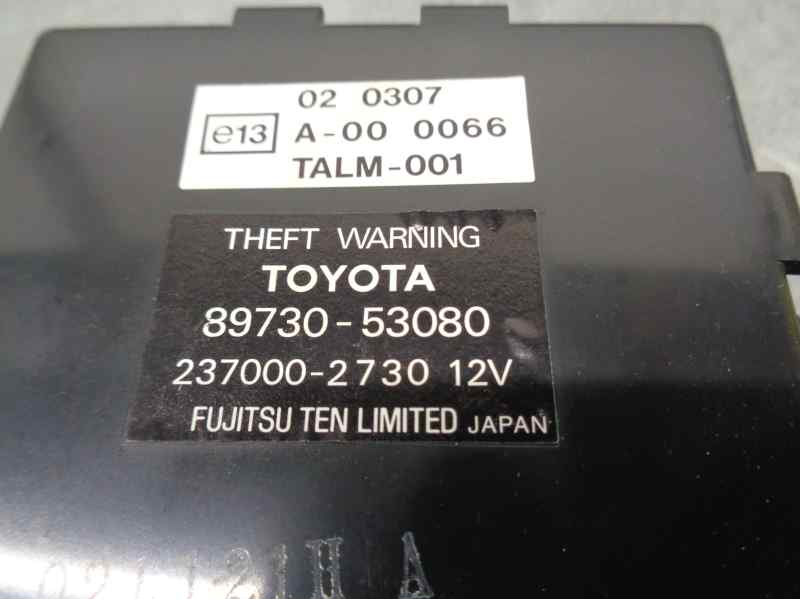 02 0307
e13 A-00 0066
TALM-001
THEFT WARNING
TOYOTA
89730-53080
237000-2730 12V
FUJITSU TEN LIMITED JAPAN